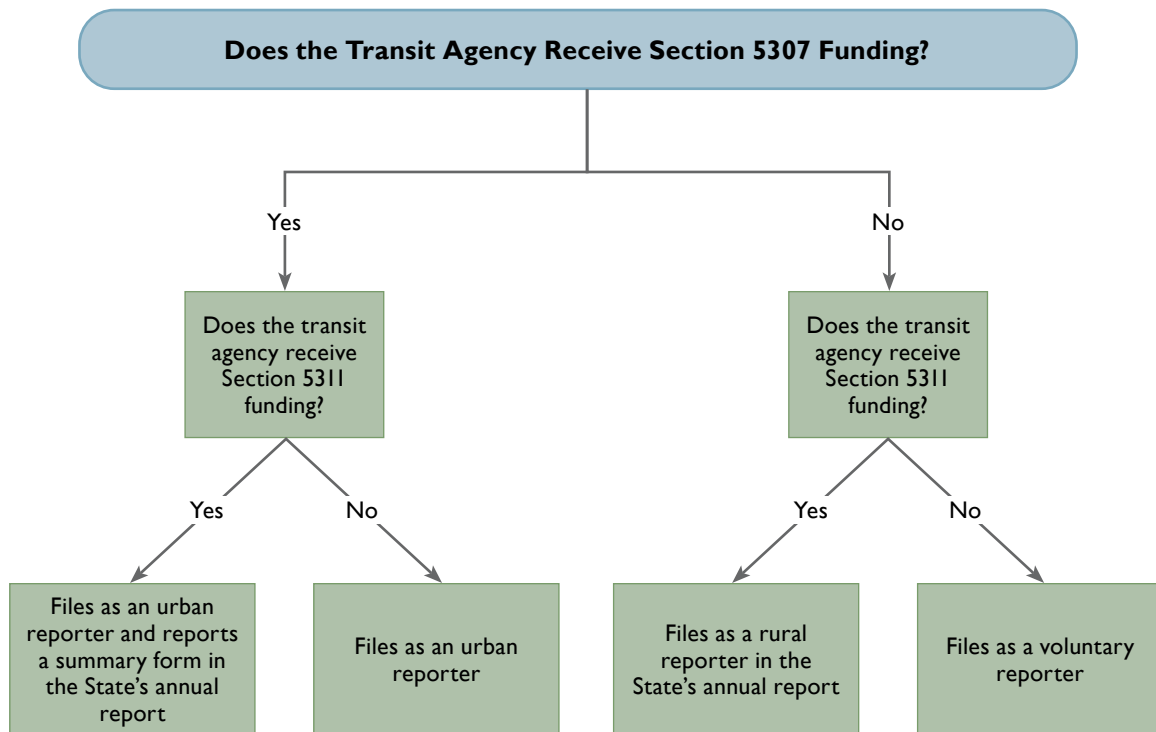 Does the Transit Agency Receive Section 5307 Funding?
Yes
No
Does the transit
agency receive
Section 5311
funding?
Does the transit
agency receive
Section 5311
funding?
Yes
No
Yes
No
Files as an urban
reporter and reports
a summary form in
the State’s annual
report
Files as an urban
reporter
Files as a rural
reporter in the
State’s annual report
Files as a voluntary
reporter